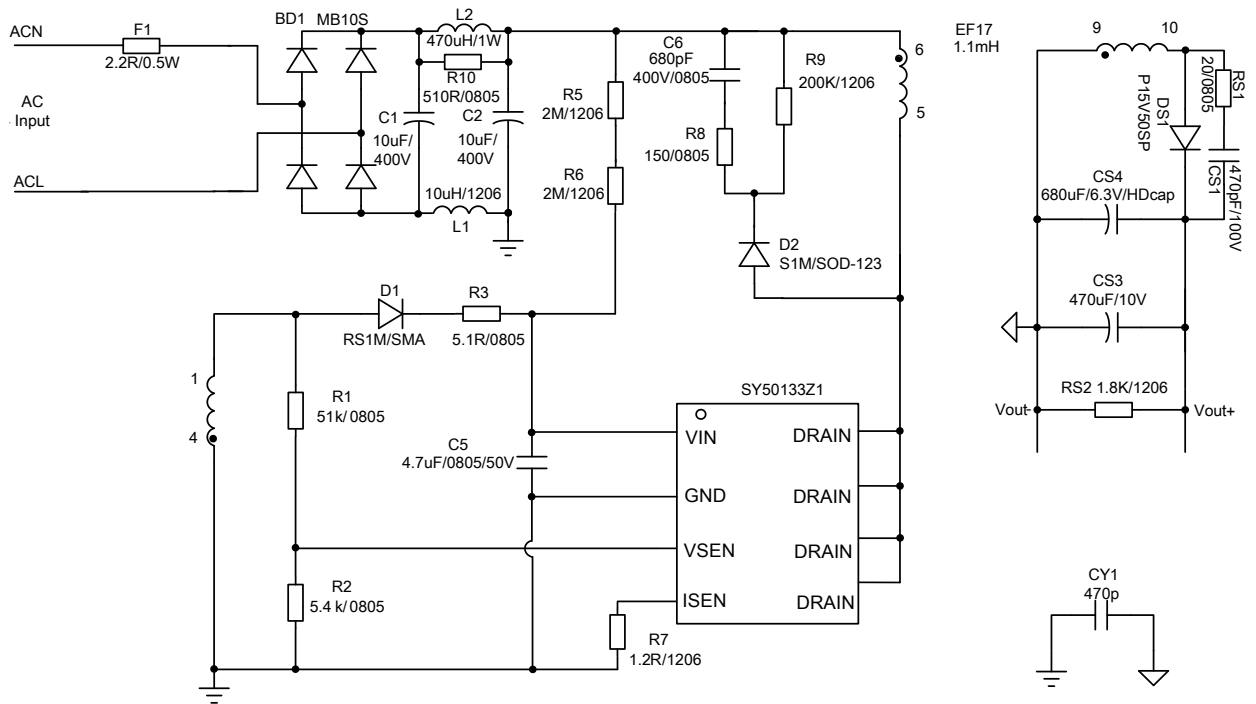 ACN
F1
2.2R/0.5W
AC
Input
ACL
BD1 MB10S
L2
470uH/1W
R10
510R/0805
C1
10uF/
400V
C2
10uF/
400V
10uH/1206
L1
R5
2M/1206
R6
2M/1206
C6
680pF
400V/0805
R8
150/0805
R9
200K/1206
D2
S1M/SOD-123
6
5
EF17
1.1mH
9
10
RS1
20/0805
DS1
P15V50SP
CS1
470pF/100V
CS4
680uF/6.3V/HDcap
CS3
470uF/10V
RS2 1.8K/1206
Vout-
Vout+
D1
RS1M/SMA
R3
5.1R/0805
1
4
R1
51k/0805
R2
5.4 k/0805
C5
4.7uF/0805/50V
SY50133Z1
VIN
GND
VSEN
ISEN
DRAIN
DRAIN
DRAIN
DRAIN
R7
1.2R/1206
CY1
470p